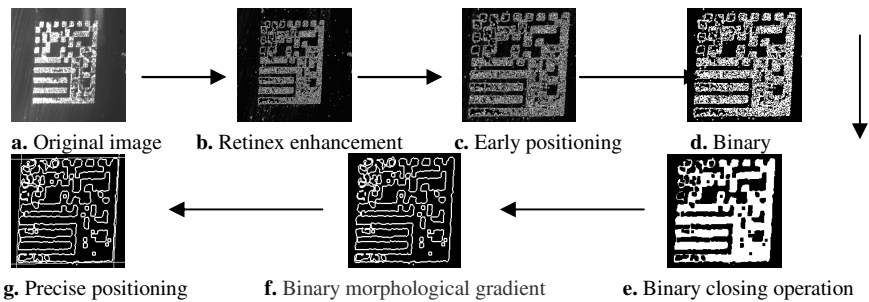 a. Original image
b. Retinex enhancement
c. Early positioning
d. Binary
g. Precise positioning
f. Binary morphological gradient
e. Binary closing operation